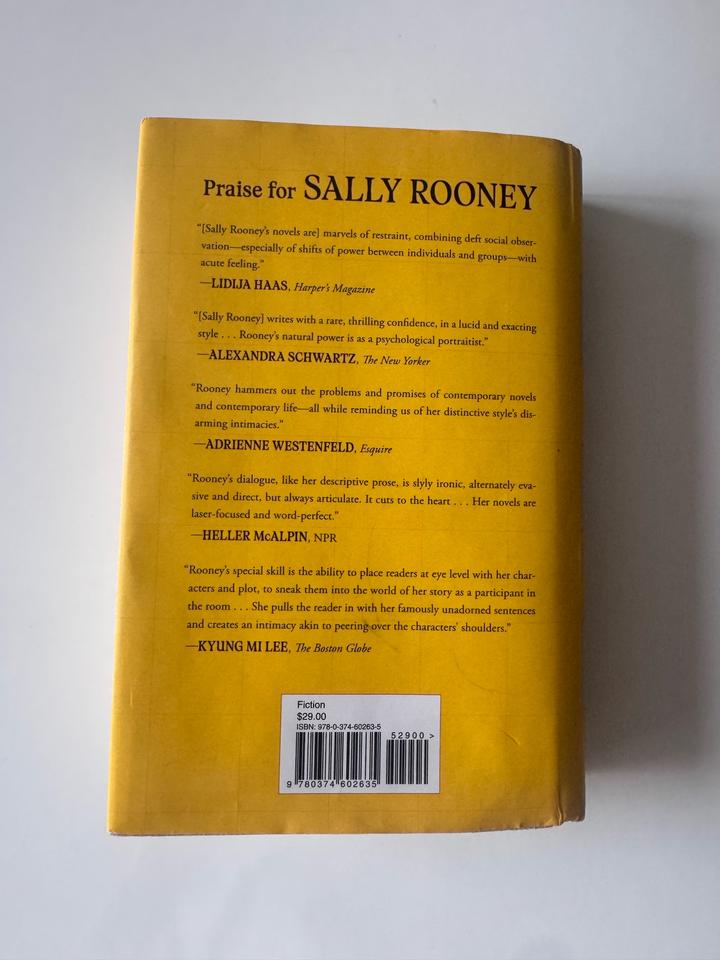 Praise for SALLY ROONEY
“[Sally Rooney’s novels are] marvels of restraint, combining deft social obser-
vation—especially of shifts of power between individuals and groups—with
acute feeling.”
—LIDIJA HAAS, Harper’s Magazine
“[Sally Rooney] writes with a rare, thrilling confidence, in a lucid and exacting
style . . . Rooney’s natural power is as a psychological portraitist.”
—ALEXANDRA SCHWARTZ, The New Yorker
“Rooney hammers out the problems and promises of contemporary novels
and contemporary life—all while reminding us of her distinctive style’s dis-
arming intimacies.”
—ADRIENNE WESTENFELD, Esquire
“Rooney’s dialogue, like her descriptive prose, is slyly ironic, alternately eva-
sive and direct, but always articulate. It cuts to the heart . . . Her novels are
laser-focused and word-perfect.”
—HELLER McALPIN, NPR
“Rooney’s special skill is the ability to place readers at eye level with her char-
acters and plot, to sneak them into the world of her story as a participant in
the room . . . She pulls the reader in with her famously unadorned sentences
and creates an intimacy akin to peering over the characters’ shoulders.”
—KYUNG MI LEE, The Boston Globe
Fiction
$29.00
ISBN: 978-0-374-60263-5
52900 >
9 780374 602635